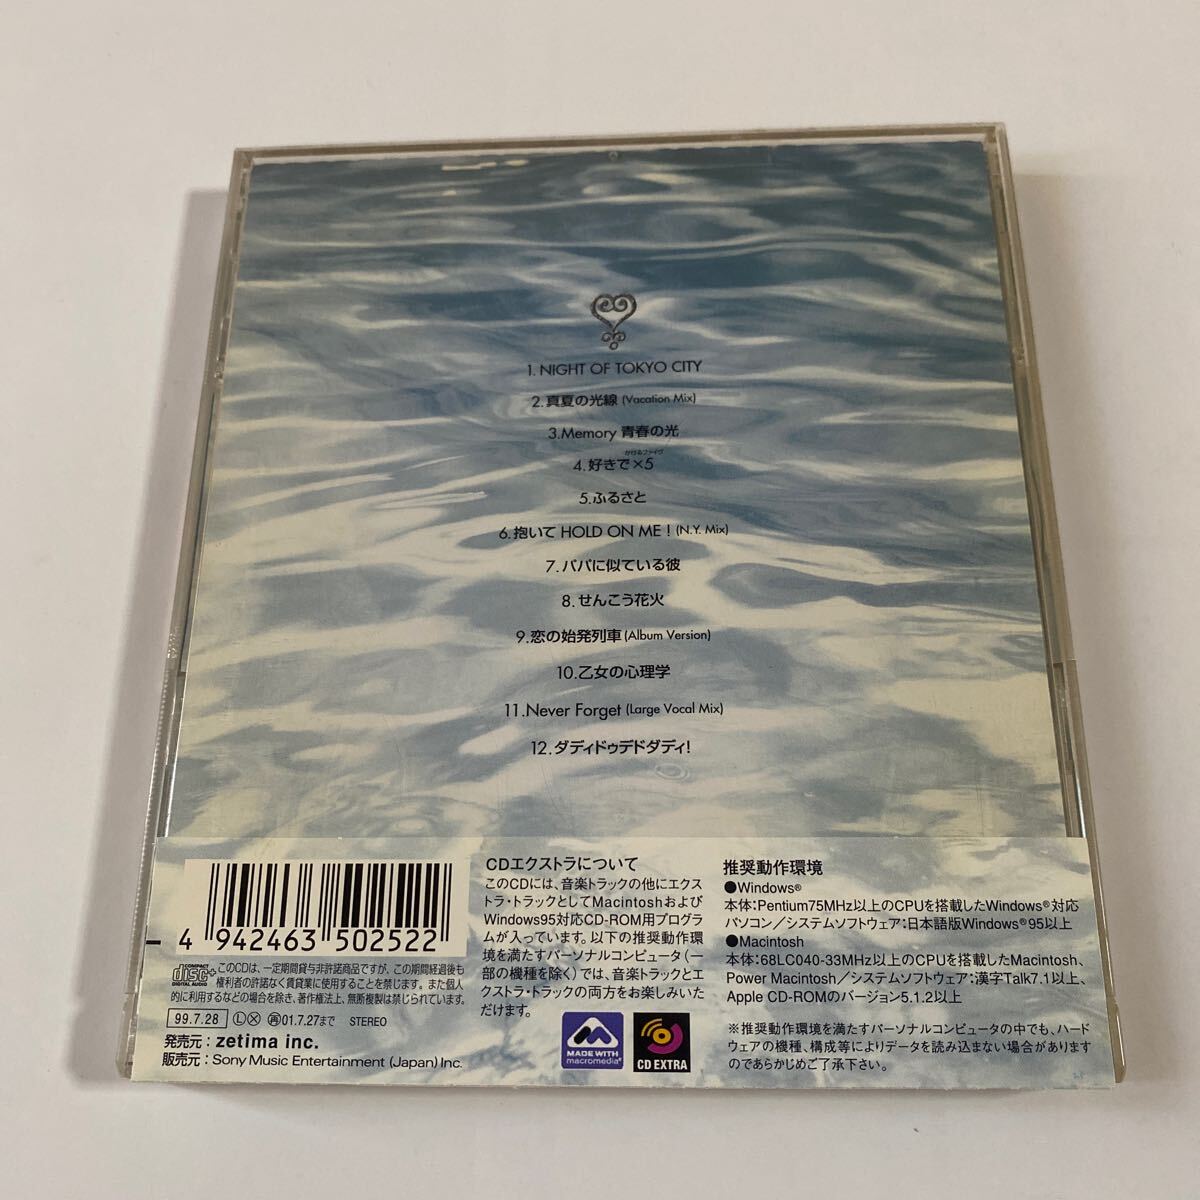 1. NIGHT OF TOKYO CITY
2.真夏の光線 (Vacation Mix)
3.Memory 青春の光
かけるファイヴ
4.好きで×5
5.ふるさと
6.抱いて HOLD ON ME! (N.Y. Mix)
7.パパに似ている彼
8.せんこう花火
9.恋の始発列車 (Album Version)
10.乙女の心理学
11.Never Forget (Large Vocal Mix)
12.ダディドゥデドダディ!
4 942463 502522
COMPACT disc DIGITAL AUDIO
このCDは、一定期間貸与非許諾商品ですが、この期間経過後も
権利者の許諾なく賃貸業に使用することを禁じます。また個人
的に利用するなどの場合を除き、著作権法上、無断複製は禁じられています。
99.7.28 Ⓛ Ⓧ 再01.7.27まで STEREO
発売元:zetima inc.
販売元:Sony Music Entertainment (Japan) Inc.
CDエクストラについて
このCDには、音楽トラックの他にエクス
トラ・トラックとしてMacintoshおよび
Windows95対応CD-ROM用プログラ
ムが入っています。以下の推奨動作環
境を満たすパーソナルコンピュータ(一
部の機種を除く)では、音楽トラックとエ
クストラ・トラックの両方をお楽しみいた
だけます。
MADE WITH
macromedia®
CD EXTRA
推奨動作環境
●Windows®
本体:Pentium75MHz以上のCPUを搭載したWindows®対応
パソコン/システムソフトウェア:日本語版Windows®95以上
●Macintosh
本体:68LC040-33MHz以上のCPUを搭載したMacintosh、
Power Macintosh/システムソフトウェア:漢字Talk7.1以上、
Apple CD-ROMのバージョン5.1.2以上
※推奨動作環境を満たすパーソナルコンピュータの中でも、ハード
ウェアの機種、構成等によりデータを読み込まない場合があります
のであらかじめご了承下さい。